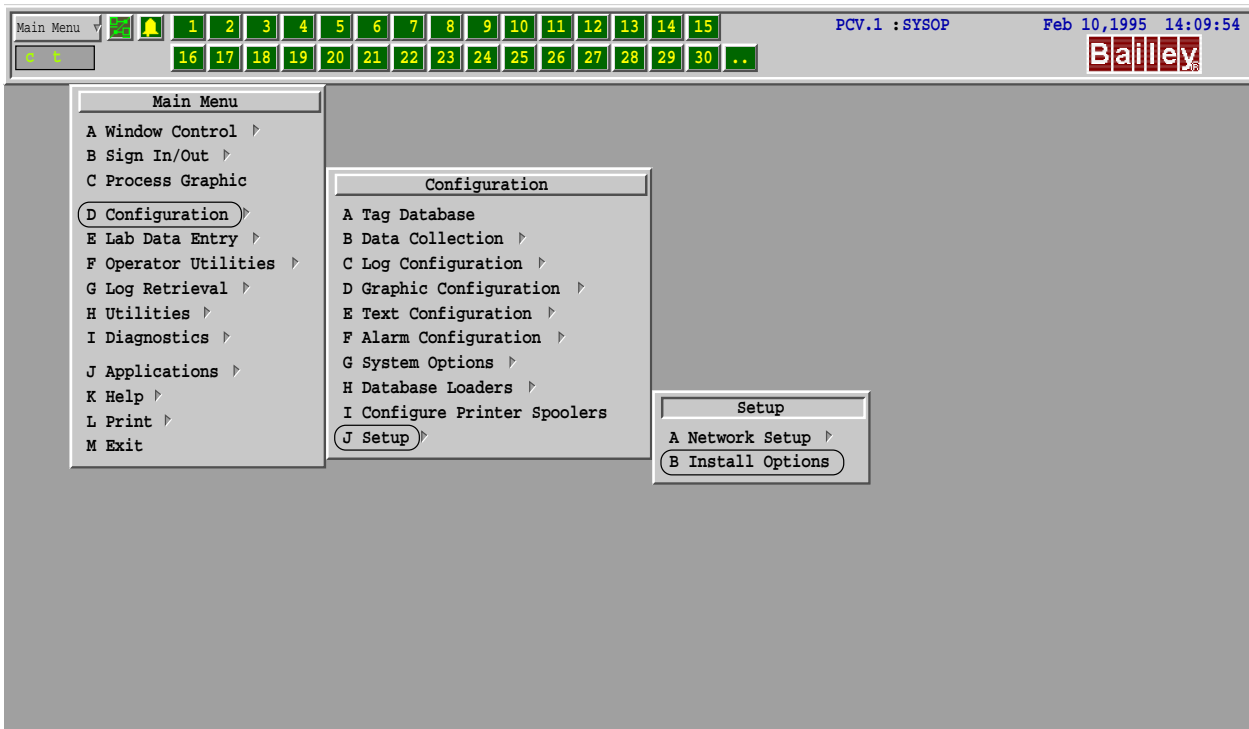 Main Menu
1 2 3 4 5 6 7 8 9 10 11 12 13 14 15
PCV.1 :SYSOP
Feb 10,1995 14:09:54
c t
16 17 18 19 20 21 22 23 24 25 26 27 28 29 30 ..
Bailey®
Main Menu
A Window Control
B Sign In/Out
C Process Graphic
D Configuration
E Lab Data Entry
F Operator Utilities
G Log Retrieval
H Utilities
I Diagnostics
J Applications
K Help
L Print
M Exit
Configuration
A Tag Database
B Data Collection
C Log Configuration
D Graphic Configuration
E Text Configuration
F Alarm Configuration
G System Options
H Database Loaders
I Configure Printer Spoolers
J Setup
Setup
A Network Setup
B Install Options